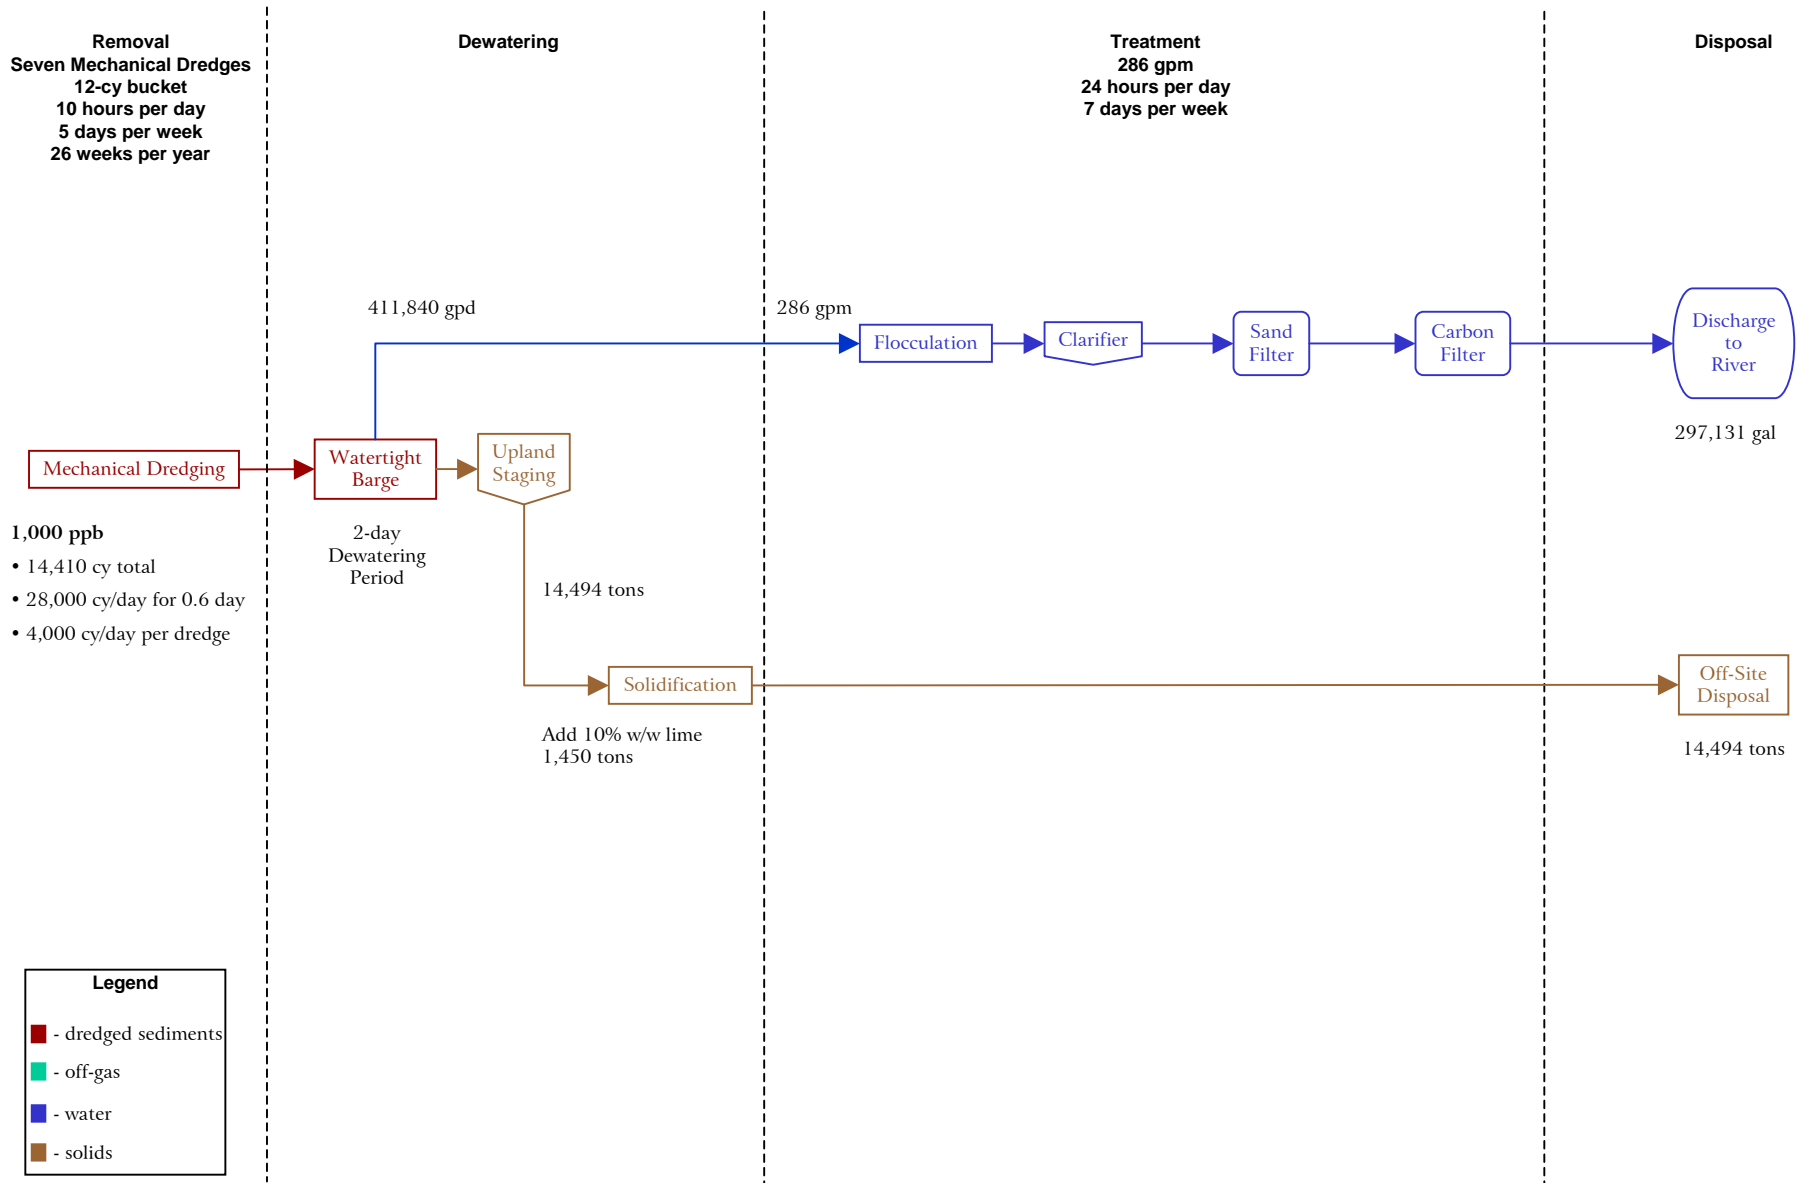 Removal
Seven Mechanical Dredges
12-cy bucket
10 hours per day
5 days per week
26 weeks per year
Dewatering
Treatment
286 gpm
24 hours per day
7 days per week
Disposal
411,840 gpd
286 gpm
Flocculation
Clarifier
Sand
Filter
Carbon
Filter
Discharge
to
River
297,131 gal
Mechanical Dredging
Watertight
Barge
Upland
Staging
1,000 ppb
• 14,410 cy total
• 28,000 cy/day for 0.6 day
• 4,000 cy/day per dredge
2-day
Dewatering
Period
14,494 tons
Solidification
Add 10% w/w lime
1,450 tons
Off-Site
Disposal
14,494 tons
Legend
- dredged sediments
- off-gas
- water
- solids